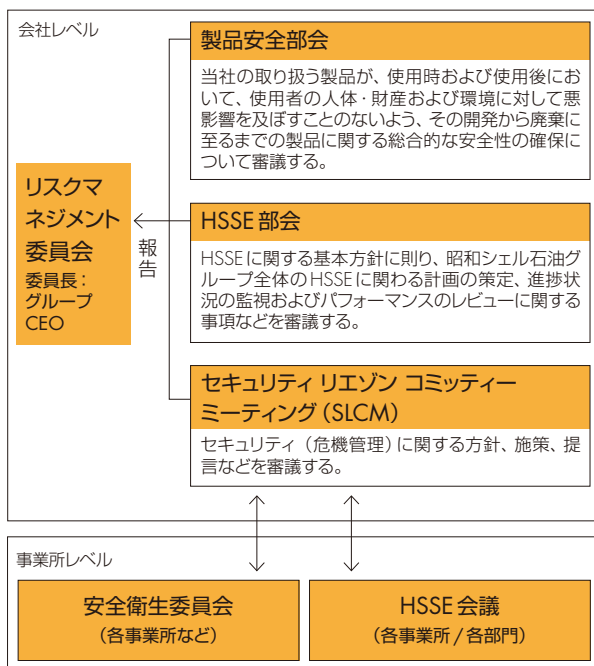 会社レベル
製品安全部会
当社の取り扱う製品が、使用時および使用後にお
いて、使用者の人体・財産および環境に対して悪
影響を及ぼすことのないよう、その開発から廃棄に
至るまでの製品に関する総合的な安全性の確保に
ついて審議する。
リスクマ
ネジメント
委員会
委員長：
グループ
CEO
報告
HSSE部会
HSSEに関する基本方針に則り、昭和シェル石油グ
ループ全体のHSSEに関わる計画の策定、進捗状
況の監視およびパフォーマンスのレビューに関する
事項などを審議する。
セキュリティ リエゾン コミッティー
ミーティング（SLCM）
セキュリティ（危機管理）に関する方針、施策、提
言などを審議する。
事業所レベル
安全衛生委員会
（各事業所など）
HSSE会議
（各事業所 / 各部門）